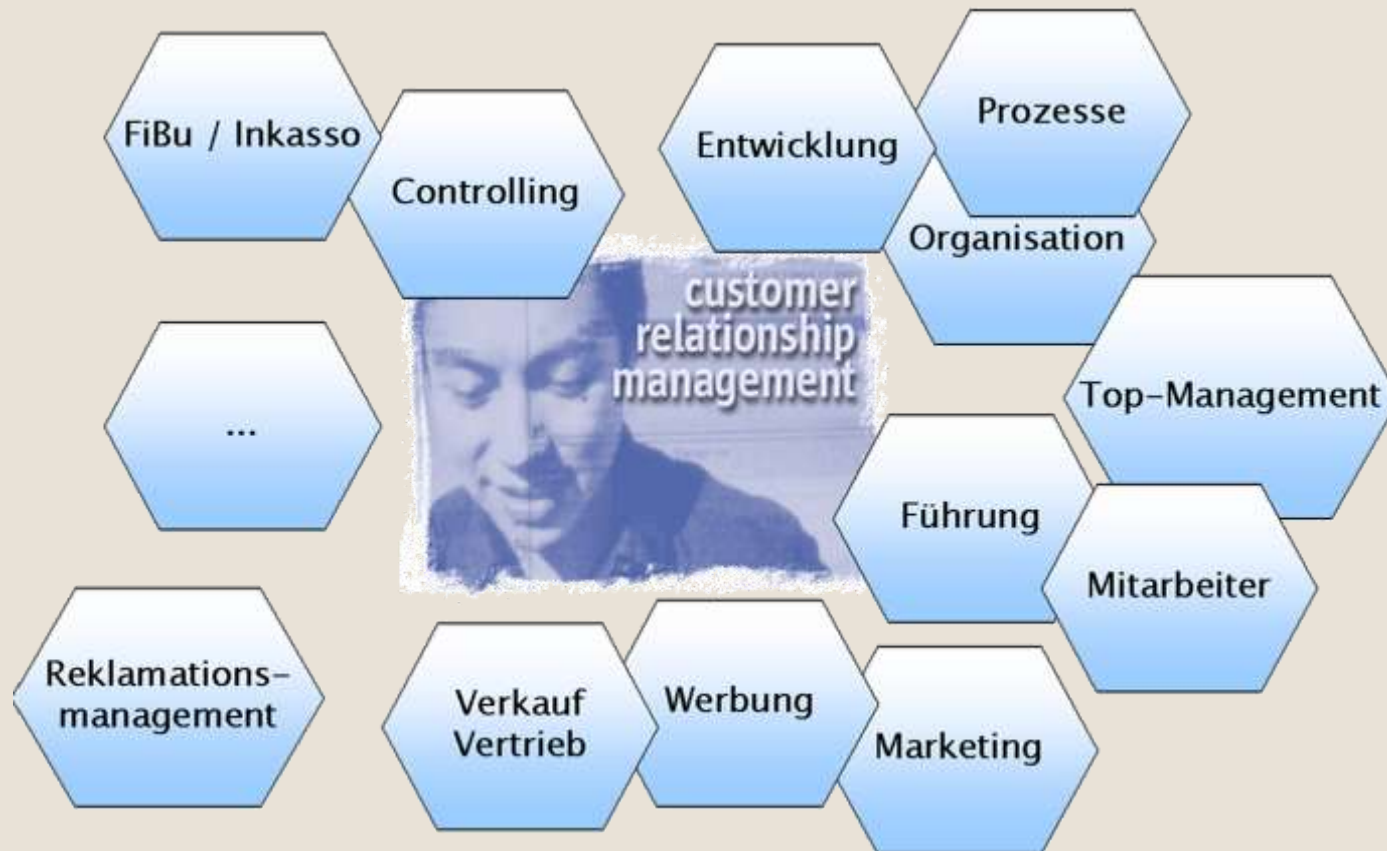 FiBu / Inkasso
Controlling
Entwicklung
Prozesse
Organisation
customer
relationship
management
Top-Management
...
Führung
Mitarbeiter
Reklamations-
management
Verkauf
Vertrieb
Werbung
Marketing